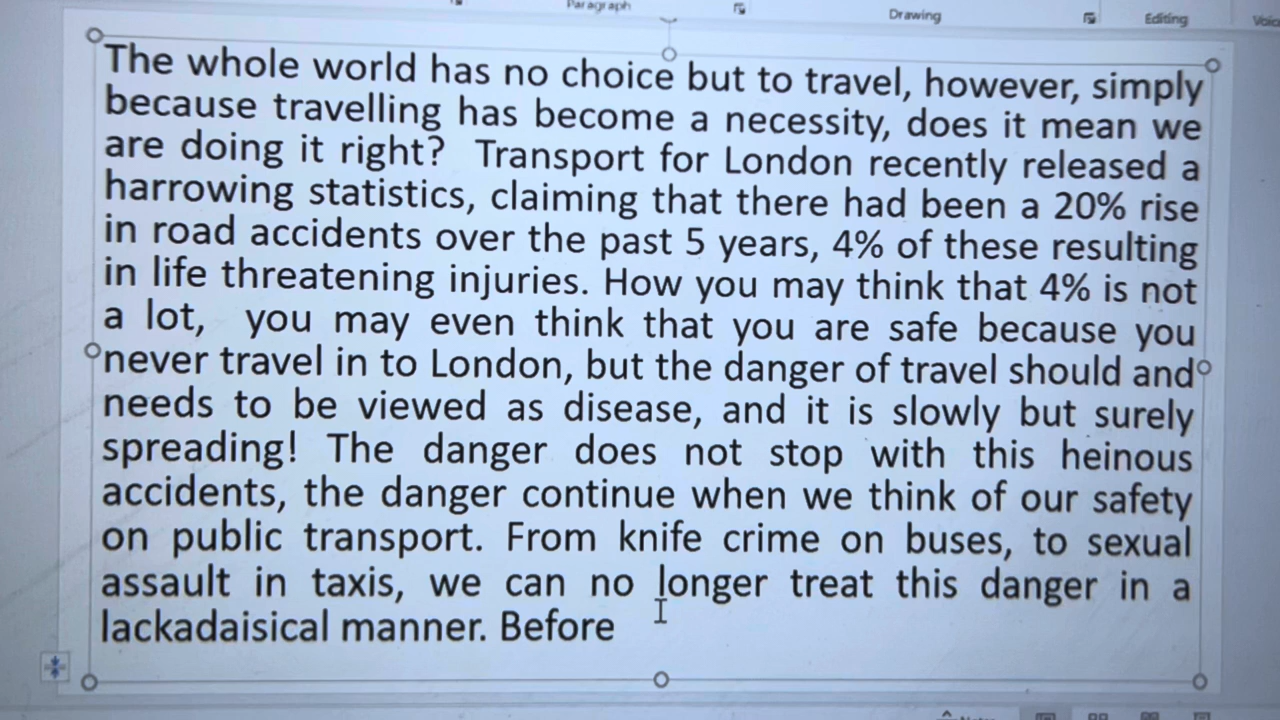 Paragraph
Drawing
Editing
The whole world has no choice but to travel, however, simply
because travelling has become a necessity, does it mean we
are doing it right? Transport for London recently released a
harrowing statistics, claiming that there had been a 20% rise
in road accidents over the past 5 years, 4% of these resulting
in life threatening injuries. How you may think that 4% is not
a lot, you may even think that you are safe because you
never travel in to London, but the danger of travel should and
needs to be viewed as disease, and it is slowly but surely
spreading! The danger does not stop with this heinous
accidents, the danger continue when we think of our safety
on public transport. From knife crime on buses, to sexual
assault in taxis, we can no longer treat this danger in a
lackadaisical manner. Before